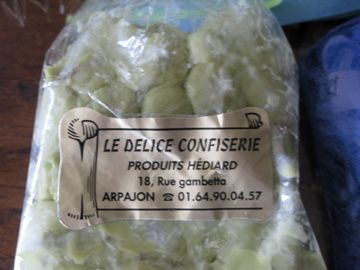 LE DELICE CONFISERIE
PRODUITS HÉDIARD
18, Rue gambetta
ARPAJON ☎ 01.64.90.04.57